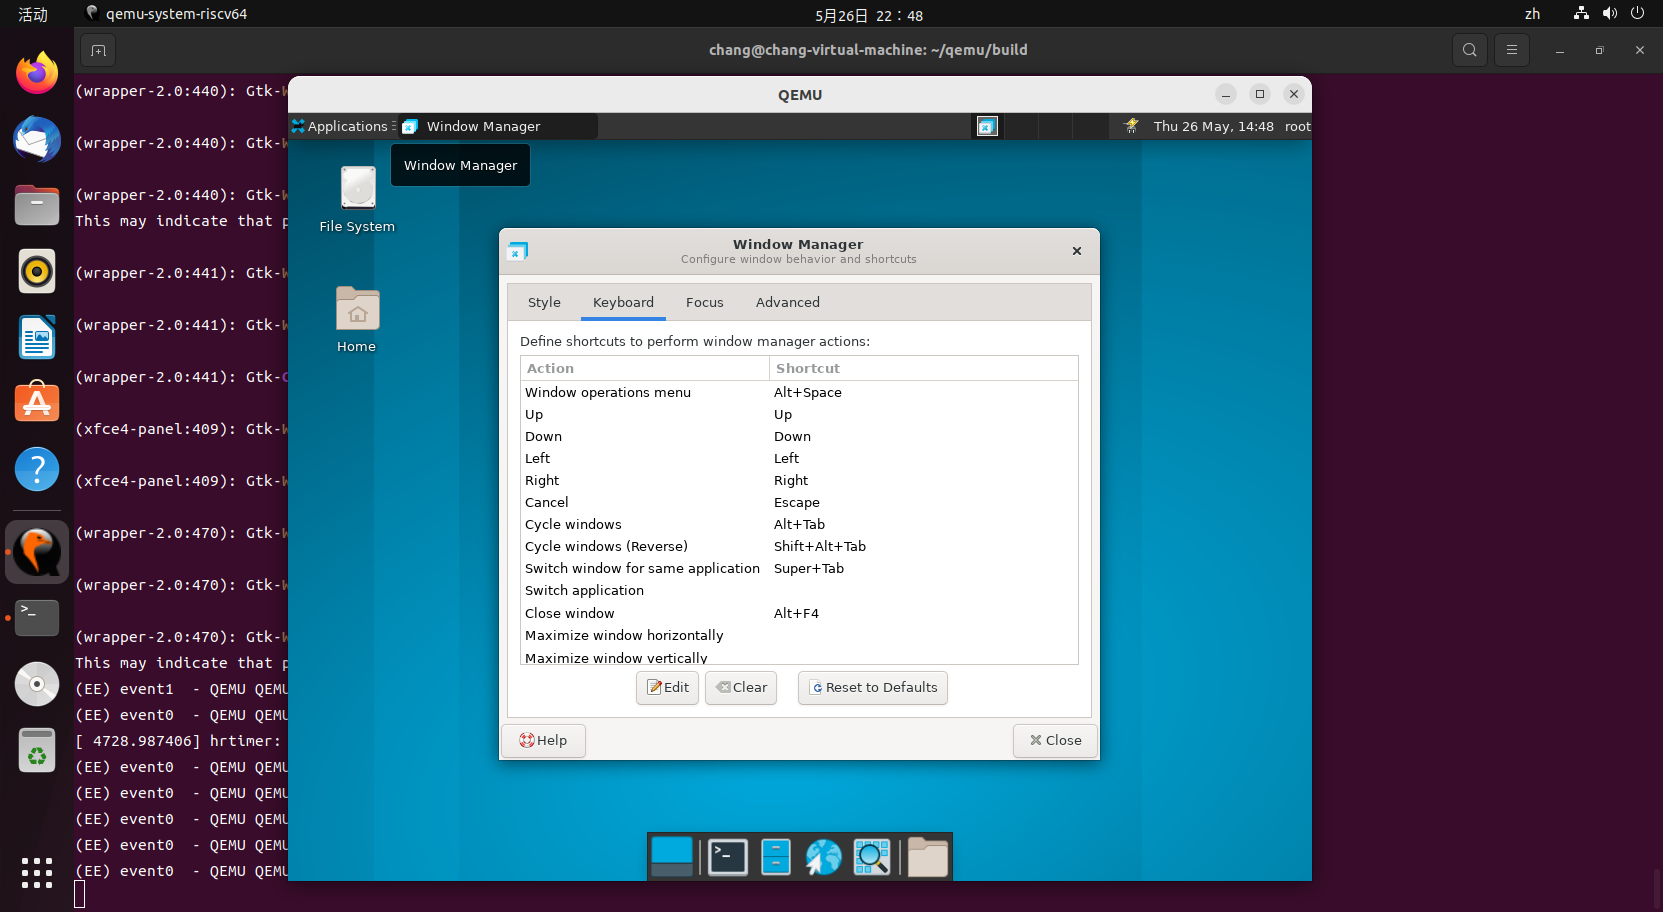 活动
qemu-system-riscv64
5月26日 22：48
zh
chang@chang-virtual-machine: ~/qemu/build
(wrapper-2.0:440): Gtk-
(wrapper-2.0:440): Gtk-
(wrapper-2.0:440): Gtk-
This may indicate that p
(wrapper-2.0:441): Gtk-
(wrapper-2.0:441): Gtk-
(wrapper-2.0:441): Gtk-
(xfce4-panel:409): Gtk-
(xfce4-panel:409): Gtk-
(wrapper-2.0:470): Gtk-
(wrapper-2.0:470): Gtk-
(wrapper-2.0:470): Gtk-
This may indicate that p
(EE) event1  - QEMU QEMU
(EE) event0  - QEMU QEMU
[ 4728.987406] hrtimer:
(EE) event0  - QEMU QEMU
(EE) event0  - QEMU QEMU
(EE) event0  - QEMU QEMU
(EE) event0  - QEMU QEMU
(EE) event0  - QEMU QEMU
QEMU
Applications
Window Manager
Thu 26 May, 14:48
root
Window Manager
File System
Home
Window Manager
Configure window behavior and shortcuts
Style Keyboard Focus Advanced
Define shortcuts to perform window manager actions:
Action Shortcut
Window operations menu Alt+Space
Up Up
Down Down
Left Left
Right Right
Cancel Escape
Cycle windows Alt+Tab
Cycle windows (Reverse) Shift+Alt+Tab
Switch window for same application Super+Tab
Switch application
Close window Alt+F4
Maximize window horizontally
Maximize window vertically
Edit Clear Reset to Defaults
Help Close